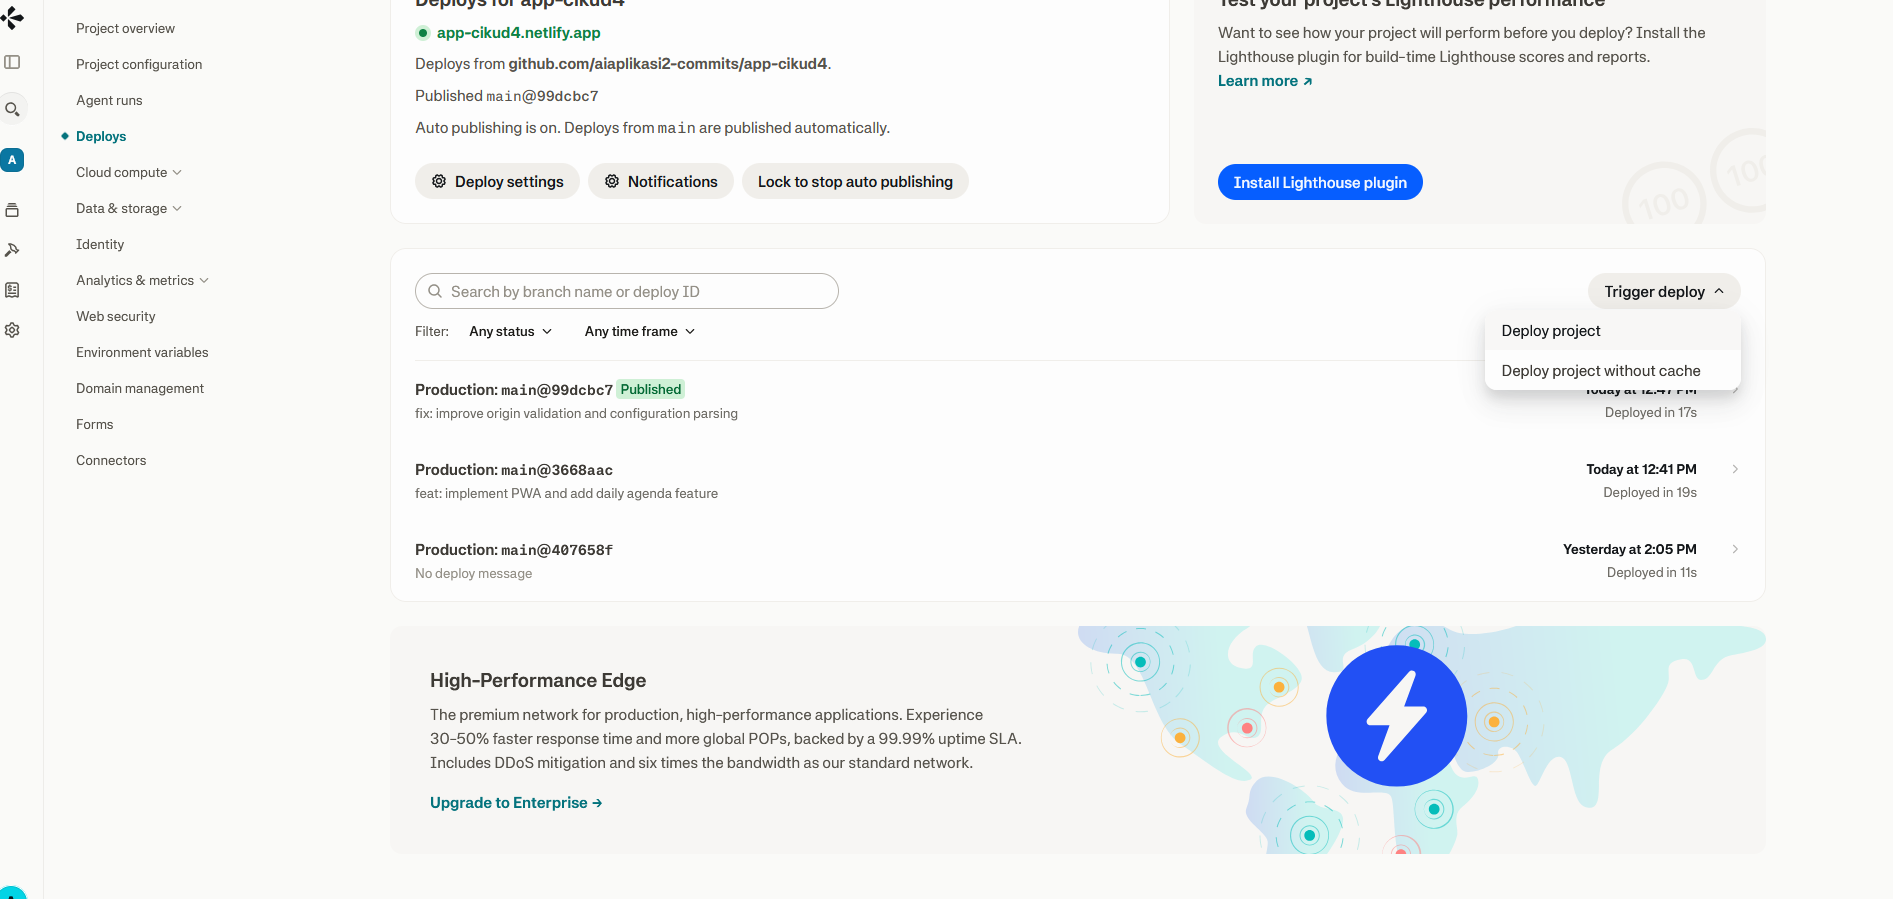 Project overview
Project configuration
Agent runs
Deploys
Cloud compute
Data & storage
Identity
Analytics & metrics
Web security
Environment variables
Domain management
Forms
Connectors
A
Deploys for app-cikud4
app-cikud4.netlify.app
Deploys from github.com/aiaplikasi2-commits/app-cikud4.
Published main@99dcbc7
Auto publishing is on. Deploys from main are published automatically.
Deploy settings
Notifications
Lock to stop auto publishing
Test your project's Lighthouse performance
Want to see how your project will perform before you deploy? Install the
Lighthouse plugin for build-time Lighthouse scores and reports.
Learn more
Install Lighthouse plugin
100
100
Search by branch name or deploy ID
Trigger deploy
Filter: Any status Any time frame
Deploy project
Deploy project without cache
Production: main@99dcbc7 Published
Today at 12:47 PM
fix: improve origin validation and configuration parsing
Deployed in 17s
Production: main@3668aac
Today at 12:41 PM
feat: implement PWA and add daily agenda feature
Deployed in 19s
Production: main@407658f
Yesterday at 2:05 PM
No deploy message
Deployed in 11s
High-Performance Edge
The premium network for production, high-performance applications. Experience
30-50% faster response time and more global POPs, backed by a 99.99% uptime SLA.
Includes DDoS mitigation and six times the bandwidth as our standard network.
Upgrade to Enterprise →